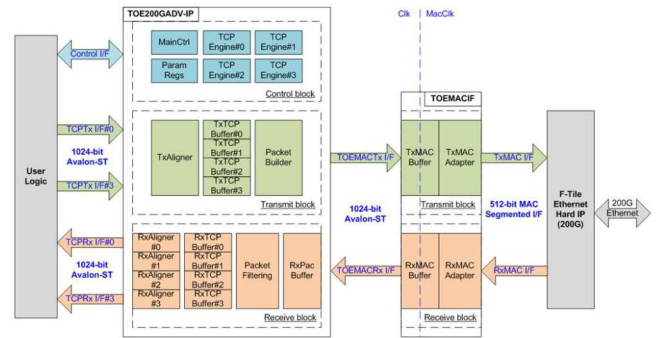 TOE200GADV-IP
Clk
MacClk
MainCtrl
TCP
Engine#0
TCP
Engine#1
Control I/F
Param
Regs
TCP
Engine#2
TCP
Engine#3
Control block
TOEMACIF
TCPTx I/F#0
1024-bit
Avalon-ST
TCPTx I/F#3
TxAligner
TxTCP
Buffer#0
TxTCP
Buffer#1
TxTCP
Buffer#2
TxTCP
Buffer#3
Packet
Builder
Transmit block
TOEMACTx I/F
TxMAC
Buffer
TxMAC
Adapter
TxMAC I/F
Transmit block
User
Logic
1024-bit
Avalon-ST
512-bit MAC
Segmented I/F
F-Tile
Ethernet
Hard IP
(200G)
200G
Ethernet
TCPRx I/F#0
1024-bit
Avalon-ST
TCPRx I/F#3
RxAligner
#0
RxAligner
#1
RxAligner
#2
RxAligner
#3
RxTCP
Buffer#0
RxTCP
Buffer#1
RxTCP
Buffer#2
RxTCP
Buffer#3
Packet
Filtering
RxPac
Buffer
Receive block
TOEMACRx I/F
RxMAC
Buffer
RxMAC
Adapter
RxMAC I/F
Receive block